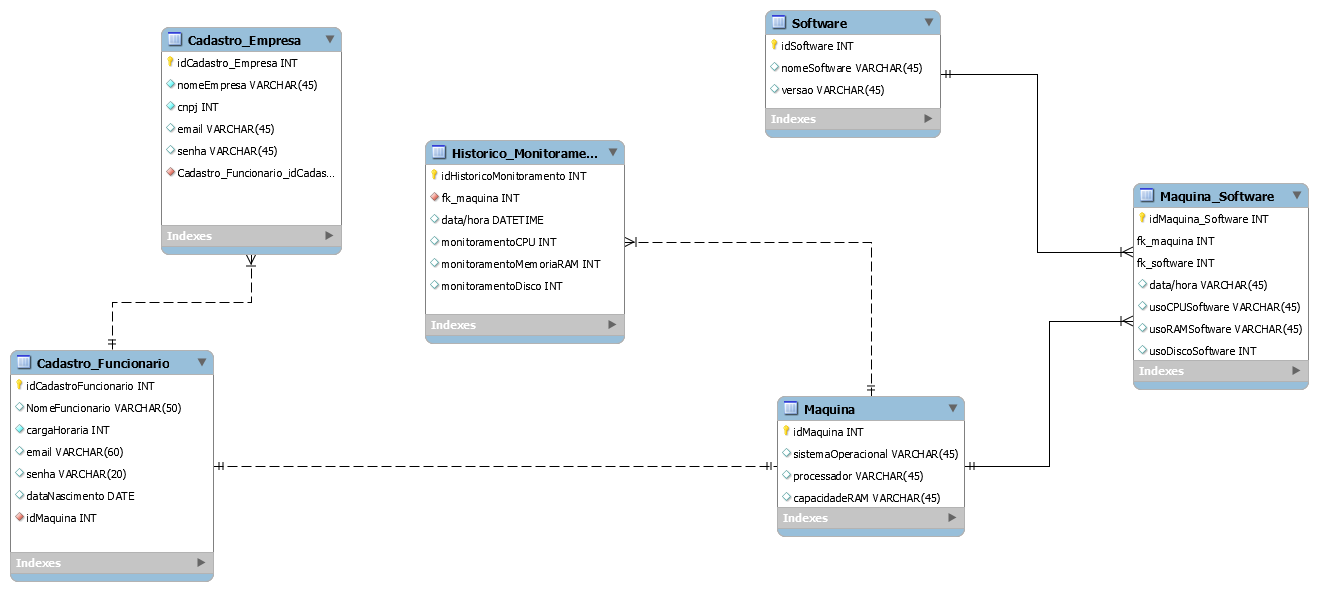 Cadastro_Empresa
idCadastro_Empresa INT
nomeEmpresa VARCHAR(45)
cnpj INT
email VARCHAR(45)
senha VARCHAR(45)
Cadastro_Funcionario_idCadas...
Indexes
Software
idSoftware INT
nomeSoftware VARCHAR(45)
versao VARCHAR(45)
Indexes
Historico_Monitorame...
idHistoricoMonitoramento INT
fk_maquina INT
data/hora DATETIME
monitoramentoCPU INT
monitoramentoMemoriaRAM INT
monitoramentoDisco INT
Indexes
Maquina_Software
idMaquina_Software INT
fk_maquina INT
fk_software INT
data/hora VARCHAR(45)
usoCPUSoftware VARCHAR(45)
usoRAMSoftware VARCHAR(45)
usoDiscoSoftware INT
Indexes
Cadastro_Funcionario
idCadastroFuncionario INT
NomeFuncionario VARCHAR(50)
cargaHoraria INT
email VARCHAR(60)
senha VARCHAR(20)
dataNascimento DATE
idMaquina INT
Indexes
Maquina
idMaquina INT
sistemaOperacional VARCHAR(45)
processador VARCHAR(45)
capacidadeRAM VARCHAR(45)
Indexes